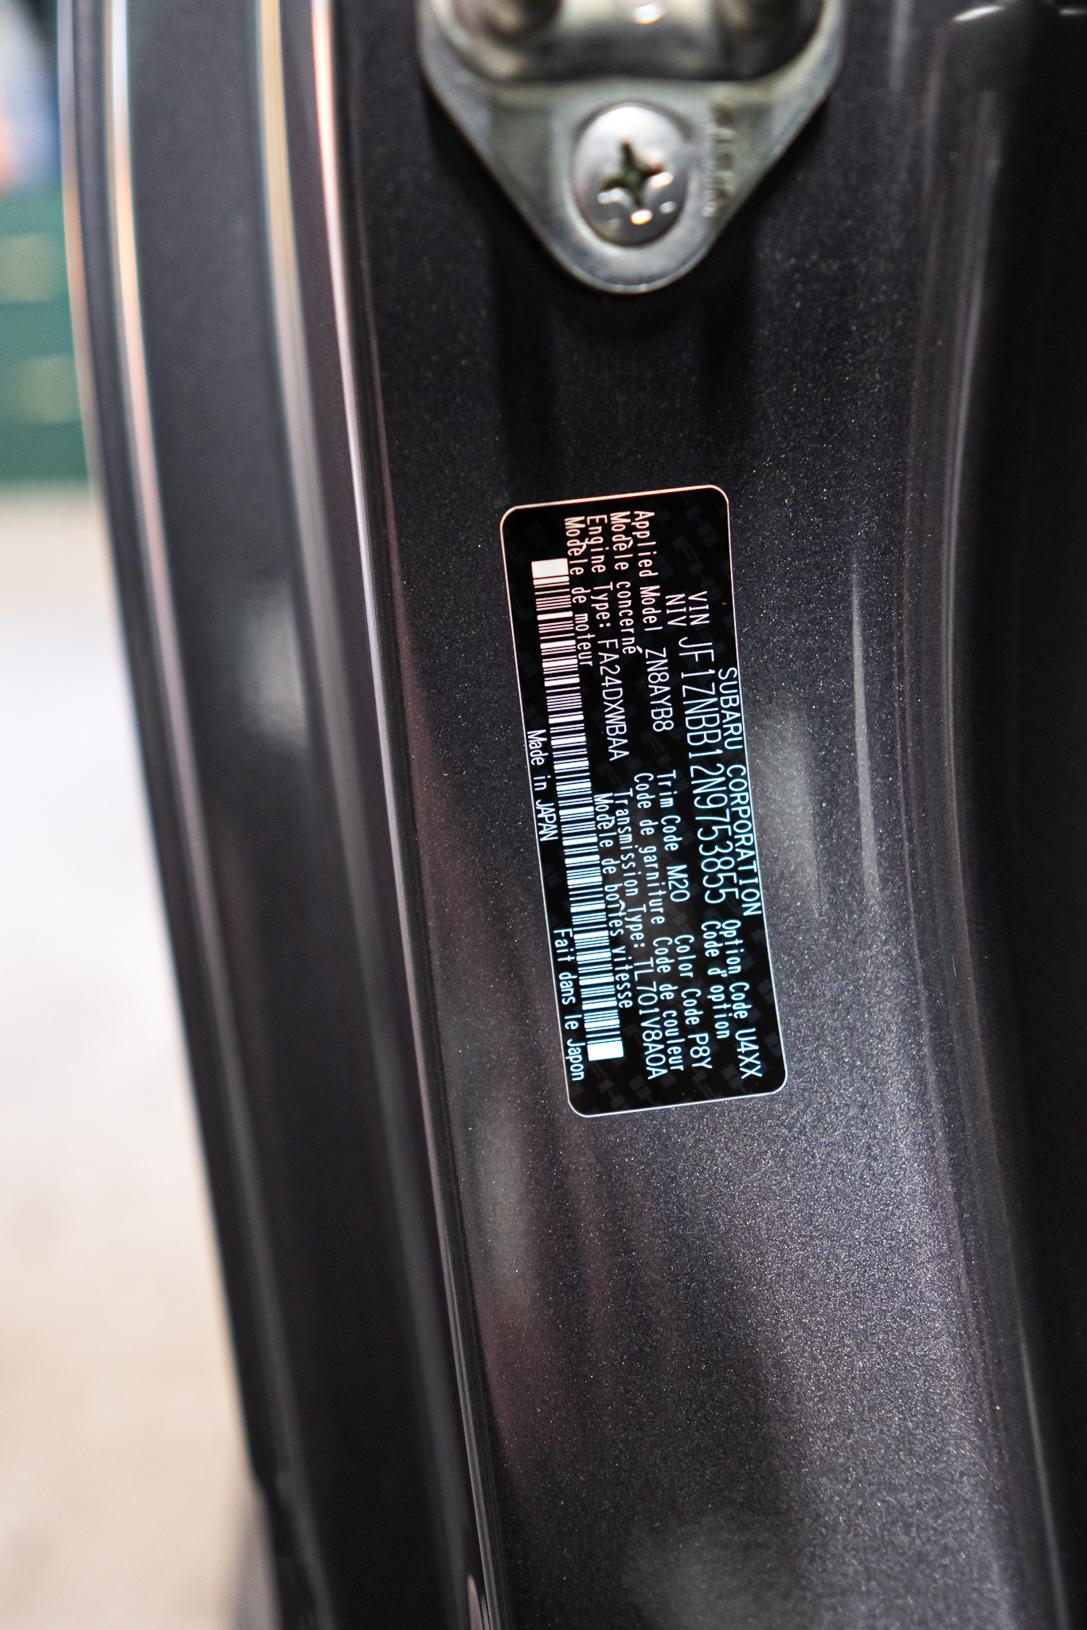 SUBARU CORPORATION
VIN
NIV JF1ZNBB12N9753855 Option Code U4XX
Code d'option
Applied Model ZN8AYB8 Trim Code M20 Color Code P8Y
Modèle concerné Code de garniture Code de couleur
Engine Type: FA24DXWBAA Transmission Type: TL701V8AOA
Modèle de moteur Modèle de boîtes vitesse
Made in JAPAN Fait dans le Japon